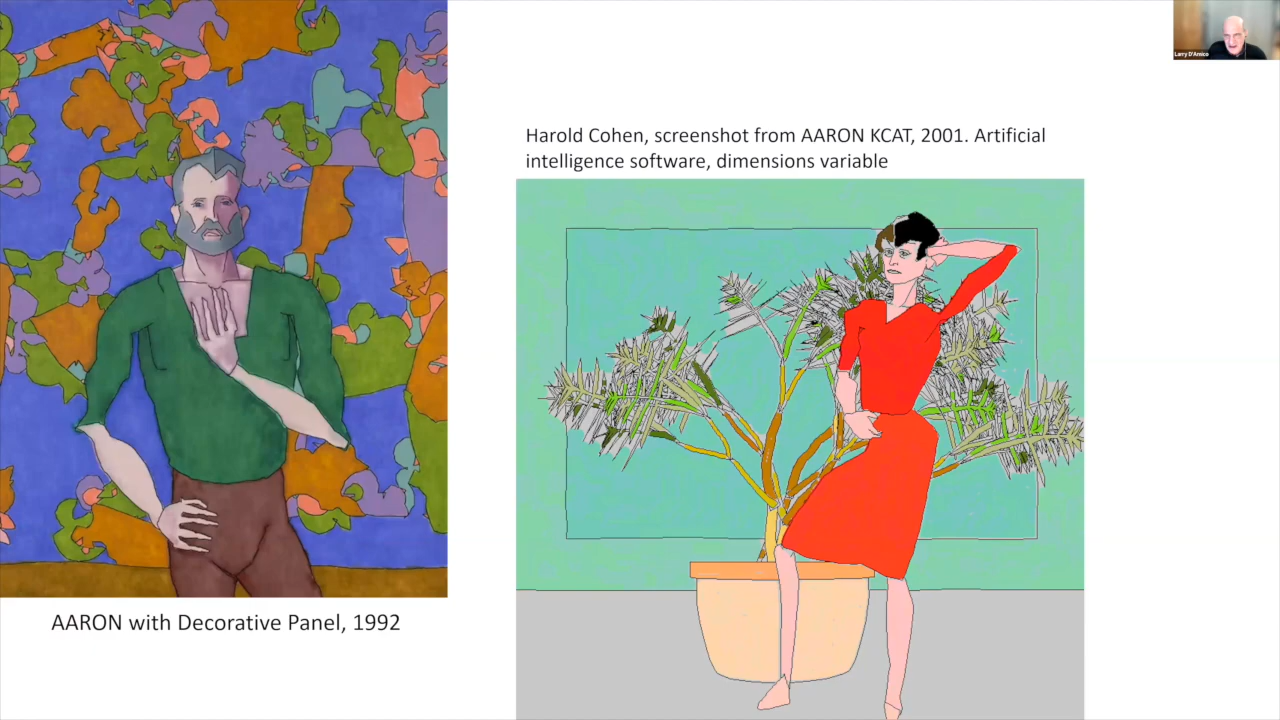 Larry D'Amico
Harold Cohen, screenshot from AARON KCAT, 2001. Artificial
intelligence software, dimensions variable
AARON with Decorative Panel, 1992